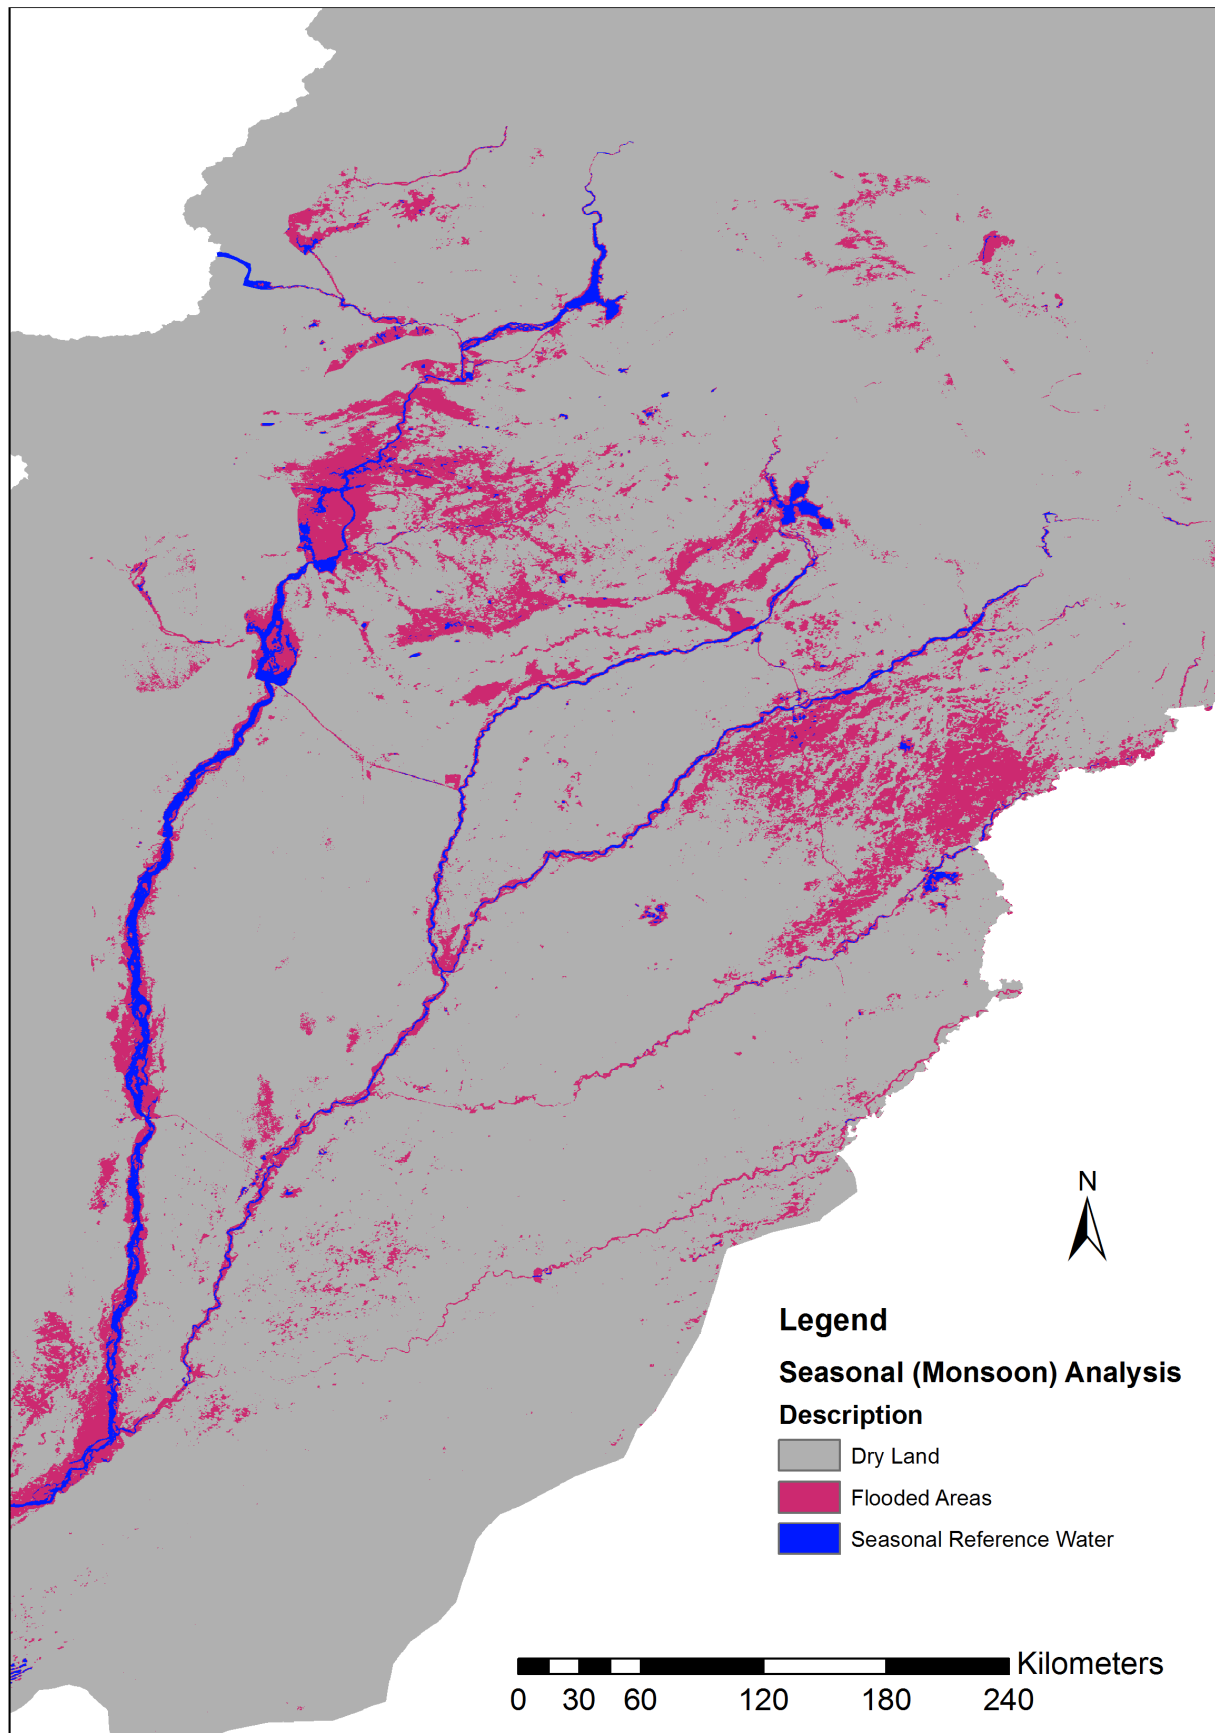 N
Legend
Seasonal (Monsoon) Analysis
Description
Dry Land
Flooded Areas
Seasonal Reference Water
Kilometers
0 30 60 120 180 240